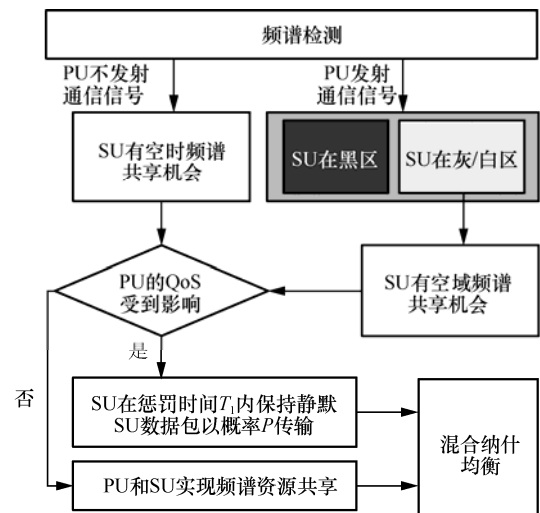 频谱检测
PU不发射
通信信号
PU发射
通信信号
SU有空时频谱
共享机会
SU在黑区
SU在灰/白区
PU的QoS
受到影响
SU有空域频谱
共享机会
是
否
SU在惩罚时间T₁内保持静默
SU数据包以概率P传输
混合纳什
均衡
PU和SU实现频谱资源共享